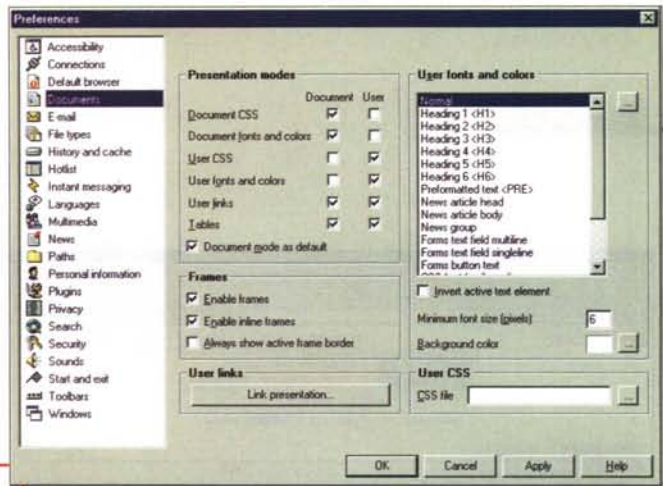 Preferences
Accessibility
Connections
Default browser
Documents
E-mail
File types
History and cache
Hotlist
Instant messaging
Languages
Multimedia
News
Paths
Personal information
Plugins
Privacy
Search
Security
Sounds
Start and exit
Toolbars
Windows
Presentation modes
Document User
Document CSS
Document fonts and colors
User CSS
User fonts and colors
User links
Tables
Document mode as default
Frames
Enable frames
Enable inline frames
Always show active frame border
User links
Link presentation...
User fonts and colors
Normal
Heading 1 <H1>
Heading 2 <H2>
Heading 3 <H3>
Heading 4 <H4>
Heading 5 <H5>
Heading 6 <H6>
Preformatted text <PRE>
News article head
News article body
News group
Forms text field multiline
Forms text field singleline
Forms button text
...
Invert active text element
Minimum font size (pixels) 6
Background color ...
User CSS
CSS file ...
OK Cancel Apply Help